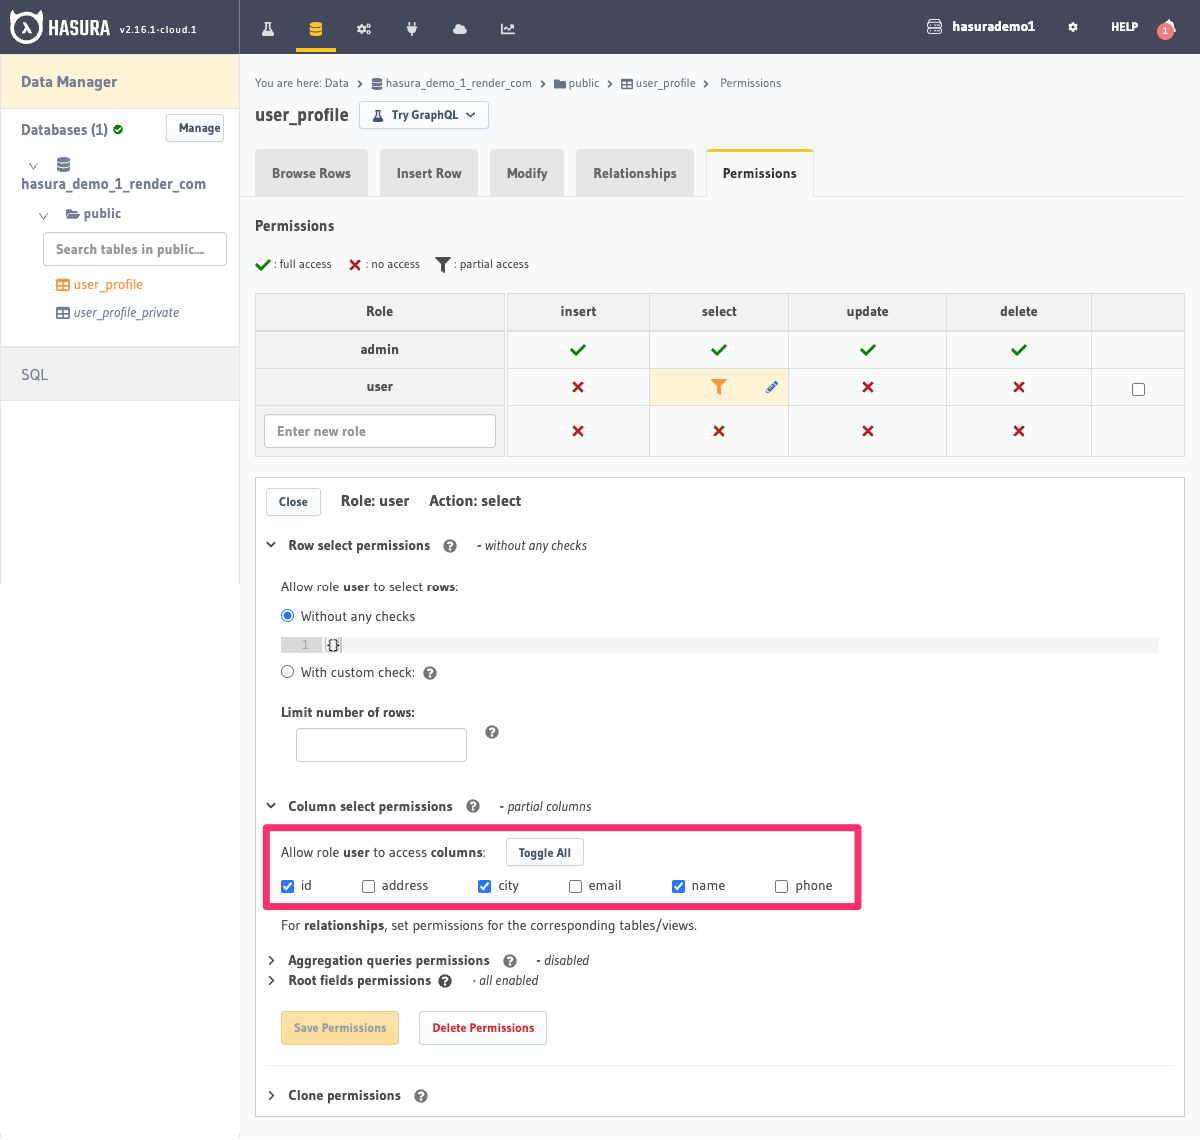 HASURA v2.16.1-cloud.1
hasurademo1 HELP 1
Data Manager
Databases (1) Manage
hasura_demo_1_render_com
public
Search tables in public....
user_profile
user_profile_private
SQL
You are here: Data > hasura_demo_1_render_com > public > user_profile > Permissions
user_profile Try GraphQL
Browse Rows Insert Row Modify Relationships Permissions
Permissions
: full access : no access : partial access
Role insert select update delete
admin
user
Enter new role
Close Role: user Action: select
Row select permissions ? - without any checks
Allow role user to select rows:
Without any checks
1 {}
With custom check: ?
Limit number of rows:
?
Column select permissions ? - partial columns
Allow role user to access columns: Toggle All
id address city email name phone
For relationships, set permissions for the corresponding tables/views.
Aggregation queries permissions ? - disabled
Root fields permissions ? - all enabled
Save Permissions Delete Permissions
Clone permissions ?